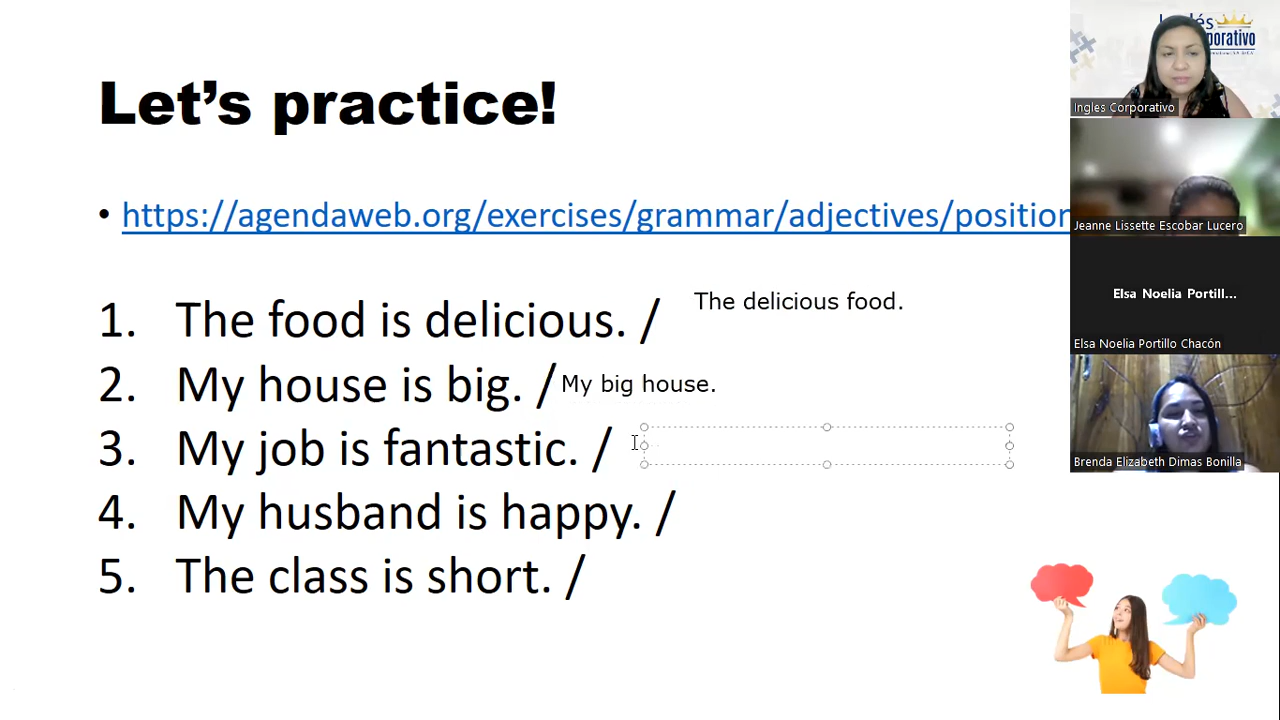 Let's practice!
• https://agendaweb.org/exercises/grammar/adjectives/position
1. The food is delicious. / The delicious food.
2. My house is big. / My big house.
3. My job is fantastic. /
4. My husband is happy. /
5. The class is short. /
Inglés
Corporativo
Ingles Corporativo
Jeanne Lissette Escobar Lucero
Elsa Noelia Portill...
Elsa Noelia Portillo Chacón
Brenda Elizabeth Dimas Bonilla